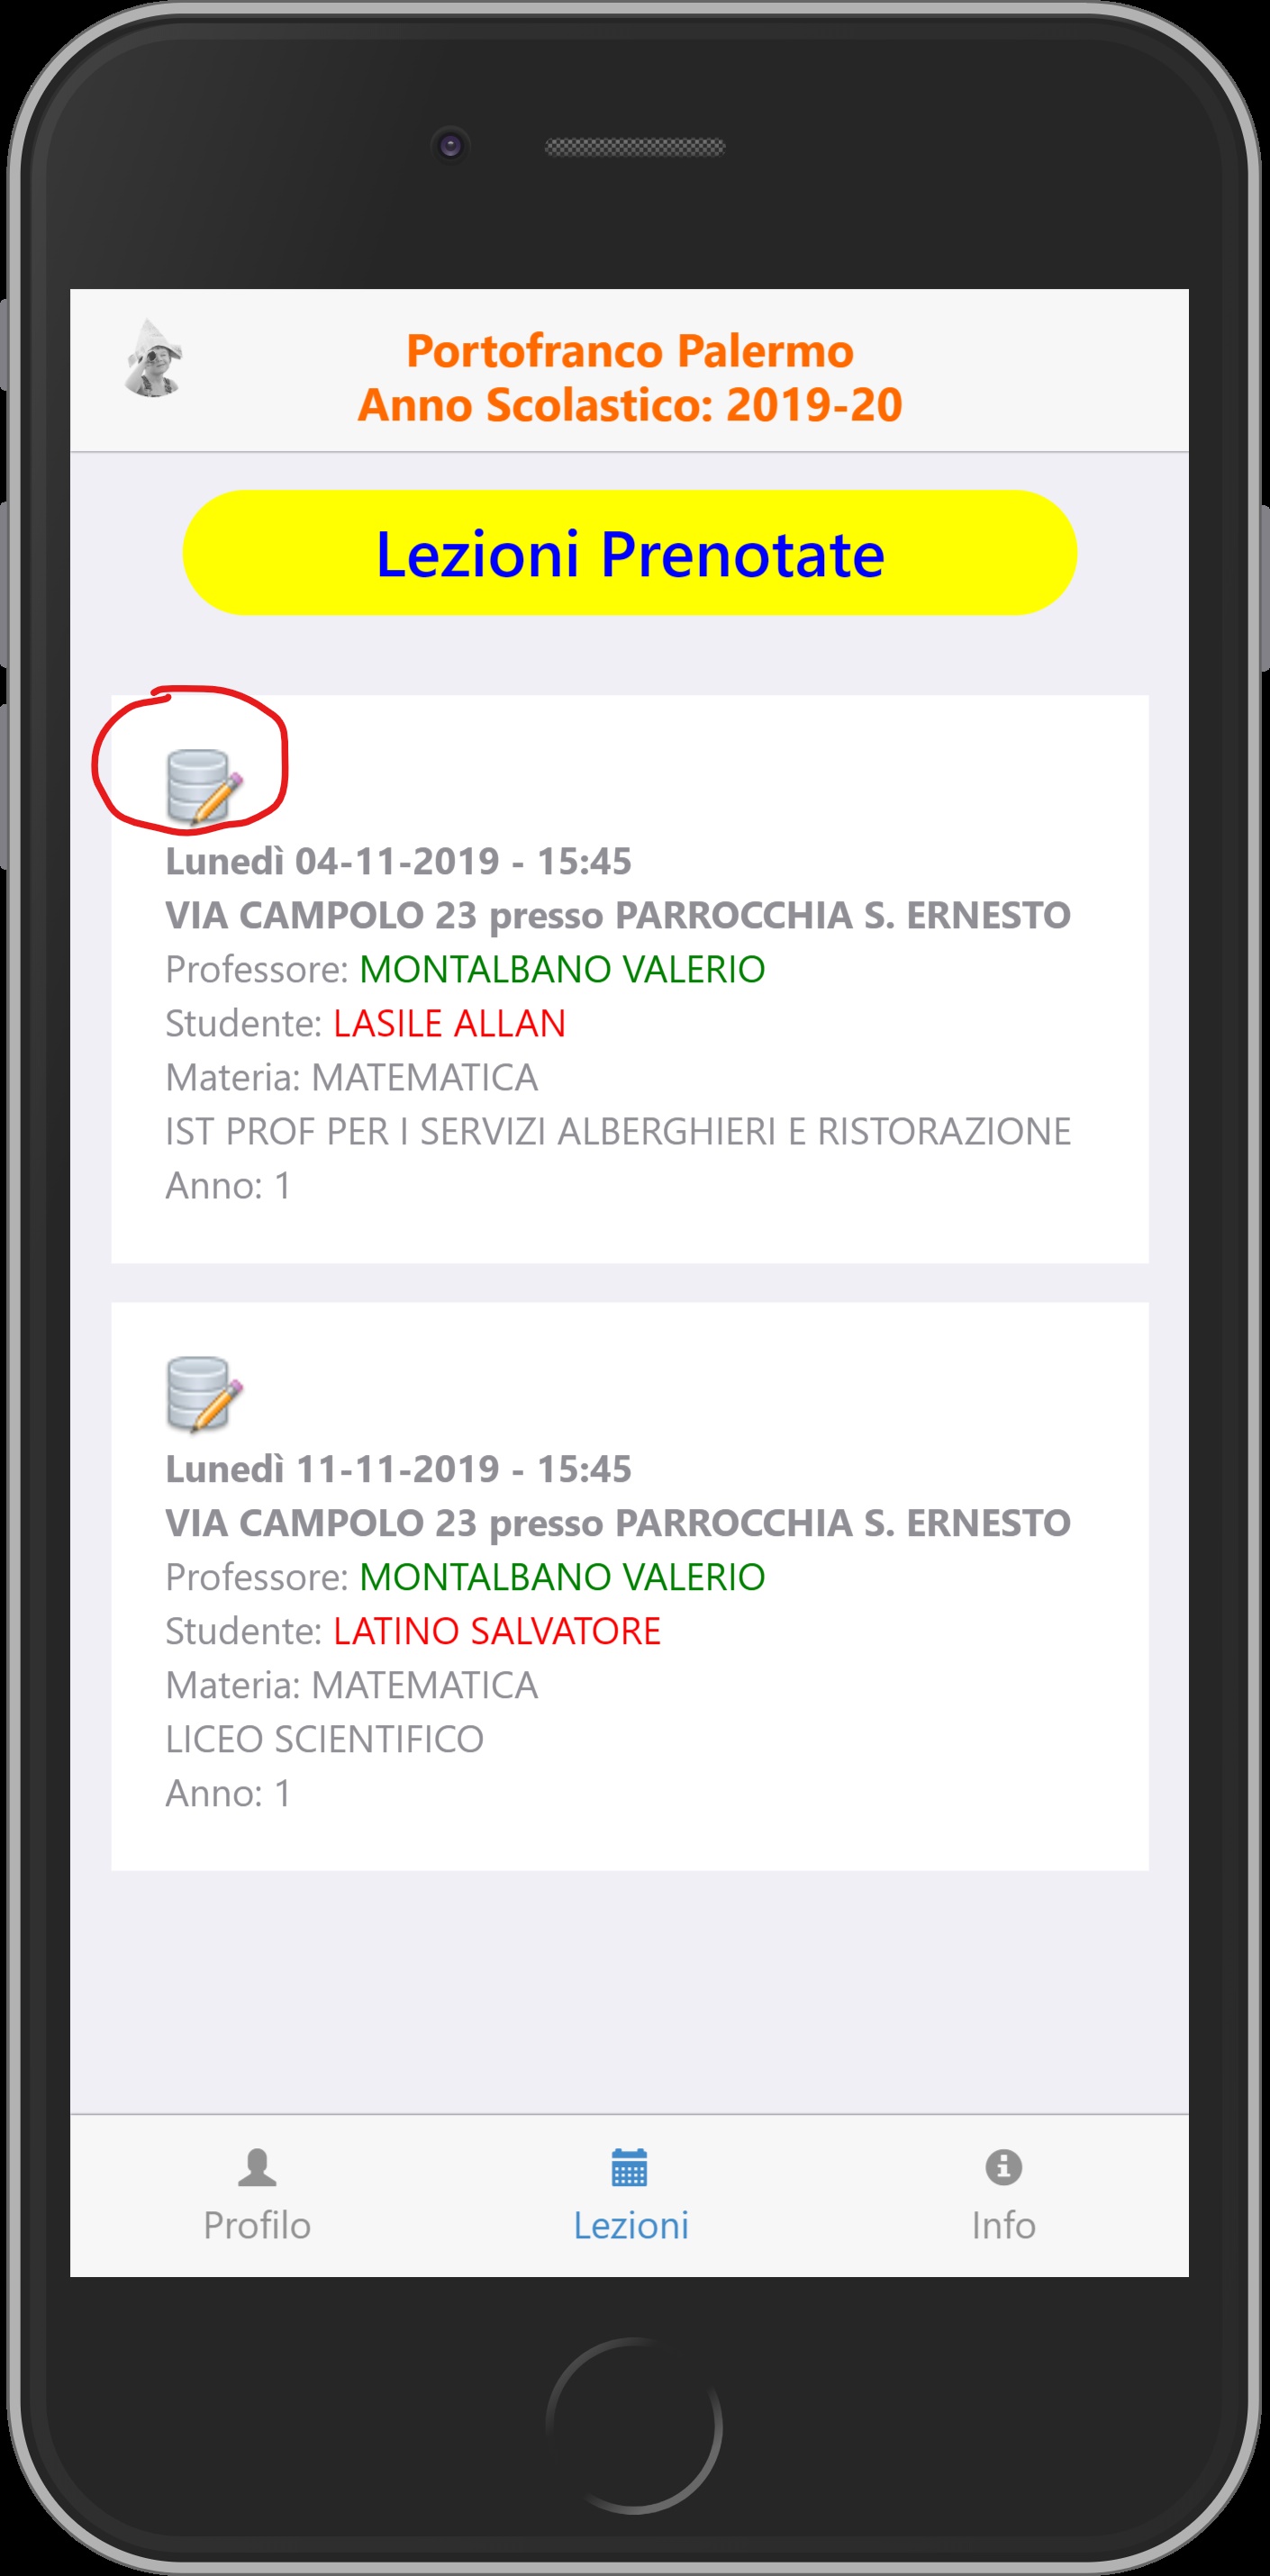 Portofranco Palermo
Anno Scolastico: 2019-20
Lezioni Prenotate
Lunedì 04-11-2019 - 15:45
VIA CAMPOLO 23 presso PARROCCHIA S. ERNESTO
Professore: MONTALBANO VALERIO
Studente: LASILE ALLAN
Materia: MATEMATICA
IST PROF PER I SERVIZI ALBERGHIERI E RISTORAZIONE
Anno: 1
Lunedì 11-11-2019 - 15:45
VIA CAMPOLO 23 presso PARROCCHIA S. ERNESTO
Professore: MONTALBANO VALERIO
Studente: LATINO SALVATORE
Materia: MATEMATICA
LICEO SCIENTIFICO
Anno: 1
Profilo
Lezioni
Info